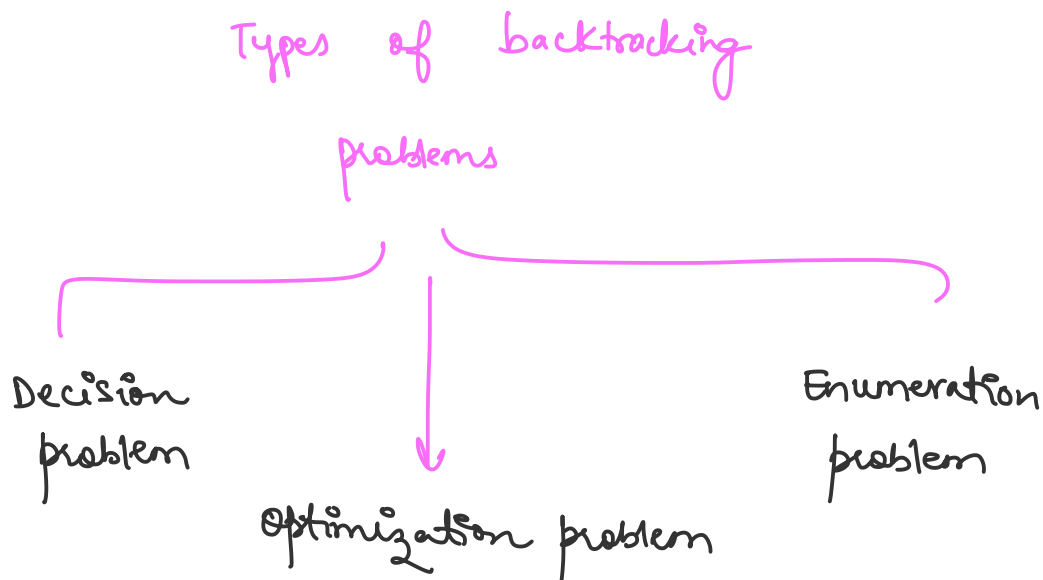 Types of backtracking
problems
Decision
problem
Optimization problem
Enumeration
problem